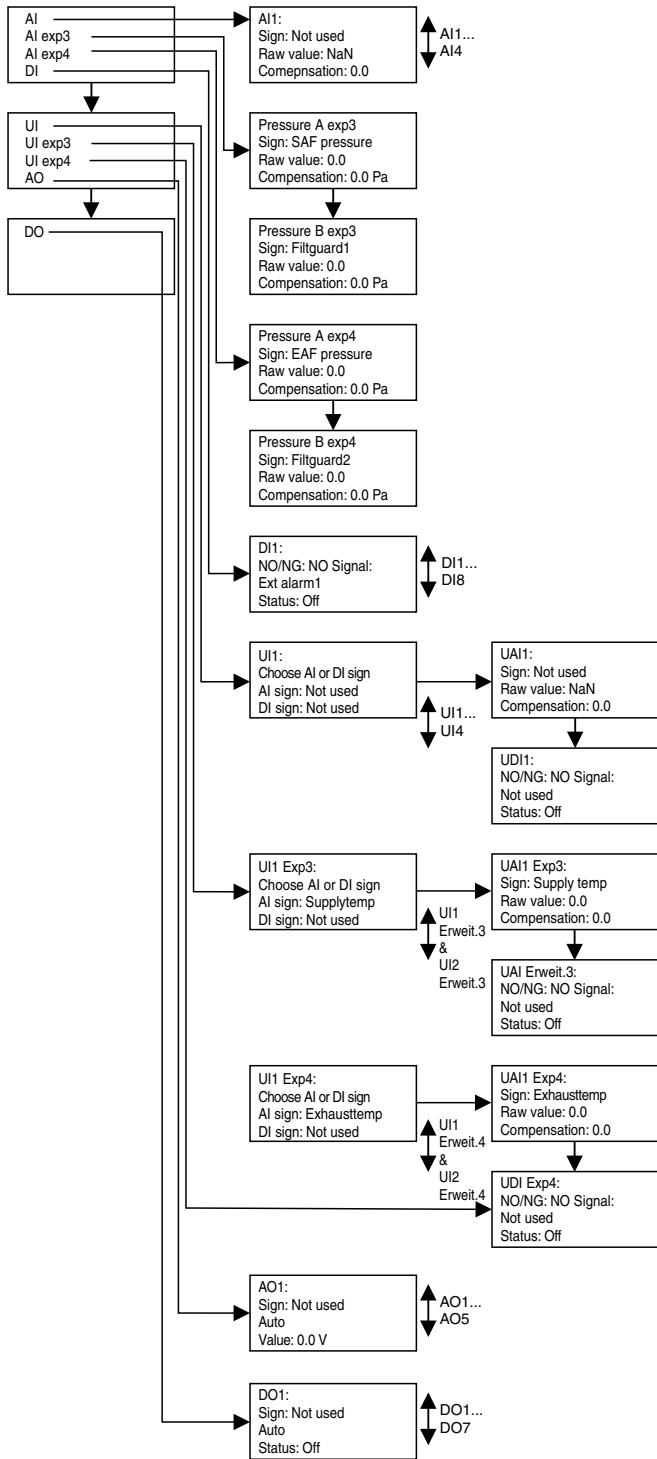 AI
AI exp3
AI exp4
DI
UI
UI exp3
UI exp4
AO
DO
AI1:
Sign: Not used
Raw value: NaN
Comepnsation: 0.0
AI1...
AI4
Pressure A exp3
Sign: SAF pressure
Raw value: 0.0
Compensation: 0.0 Pa
Pressure B exp3
Sign: Filtguard1
Raw value: 0.0
Compensation: 0.0 Pa
Pressure A exp4
Sign: EAF pressure
Raw value: 0.0
Compensation: 0.0 Pa
Pressure B exp4
Sign: Filtguard2
Raw value: 0.0
Compensation: 0.0 Pa
DI1:
NO/NG: NO Signal:
Ext alarm1
Status: Off
DI1...
DI8
UI1:
Choose AI or DI sign
AI sign: Not used
DI sign: Not used
UI1...
UI4
UAI1:
Sign: Not used
Raw value: NaN
Compensation: 0.0
UDI1:
NO/NG: NO Signal:
Not used
Status: Off
UI1 Exp3:
Choose AI or DI sign
AI sign: Supplytemp
DI sign: Not used
UI1
Erweit.3
&
UI2
Erweit.3
UAI1 Exp3:
Sign: Supply temp
Raw value: 0.0
Compensation: 0.0
UAI Erweit.3:
NO/NG: NO Signal:
Not used
Status: Off
UI1 Exp4:
Choose AI or DI sign
AI sign: Exhausttemp
DI sign: Not used
UI1
Erweit.4
&
UI2
Erweit.4
UAI1 Exp4:
Sign: Exhausttemp
Raw value: 0.0
Compensation: 0.0
UDI Exp4:
NO/NG: NO Signal:
Not used
Status: Off
AO1:
Sign: Not used
Auto
Value: 0.0 V
AO1...
AO5
DO1:
Sign: Not used
Auto
Status: Off
DO1...
DO7